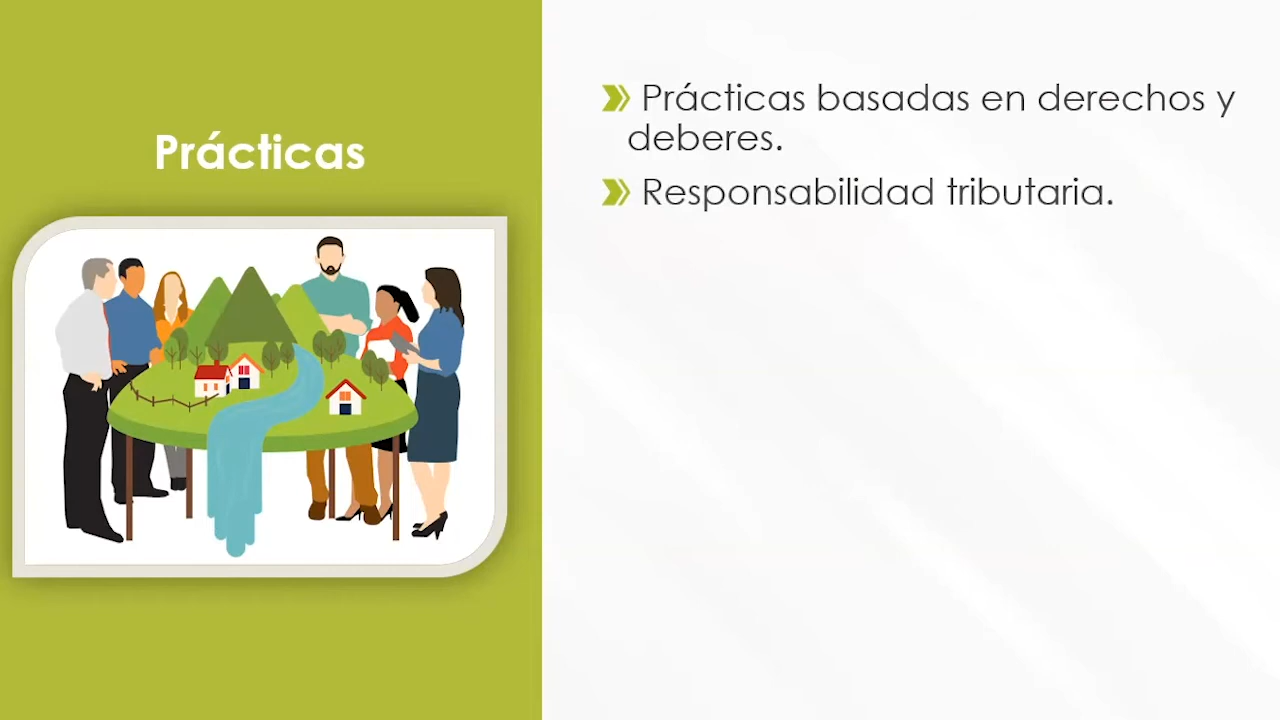 Prácticas
Prácticas basadas en derechos y
deberes.
Responsabilidad tributaria.